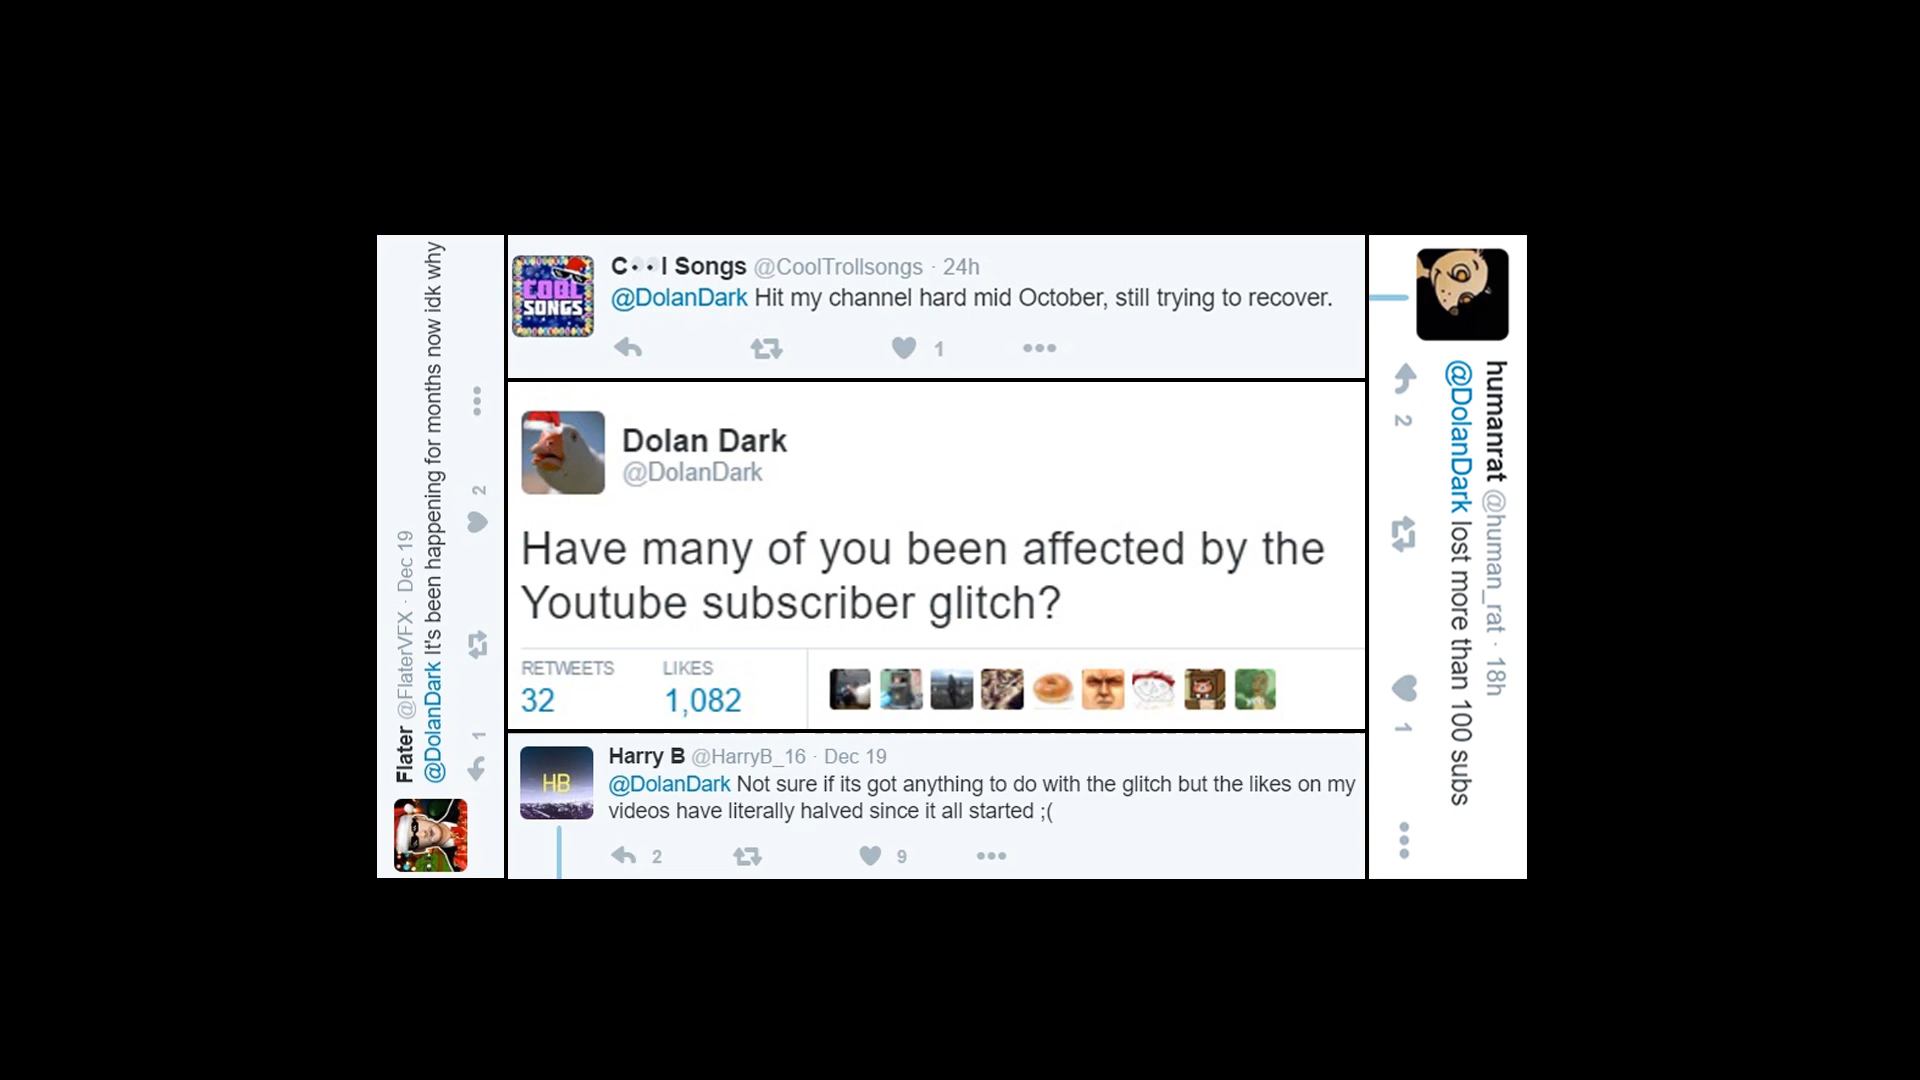 C👀l Songs @CoolTrollsongs · 24h
@DolanDark Hit my channel hard mid October, still trying to recover.
1
COOL
SONGS
Dolan Dark
@DolanDark
Have many of you been affected by the
Youtube subscriber glitch?
RETWEETS LIKES
32 1,082
Harry B @HarryB_16 · Dec 19
@DolanDark Not sure if its got anything to do with the glitch but the likes on my
videos have literally halved since it all started ;(
2 9
HB
Flater @FlaterVFX · Dec 19
@DolanDark It's been happening for months now idk why
1 2
humanrat @human_rat · 18h
@DolanDark lost more than 100 subs
2 1